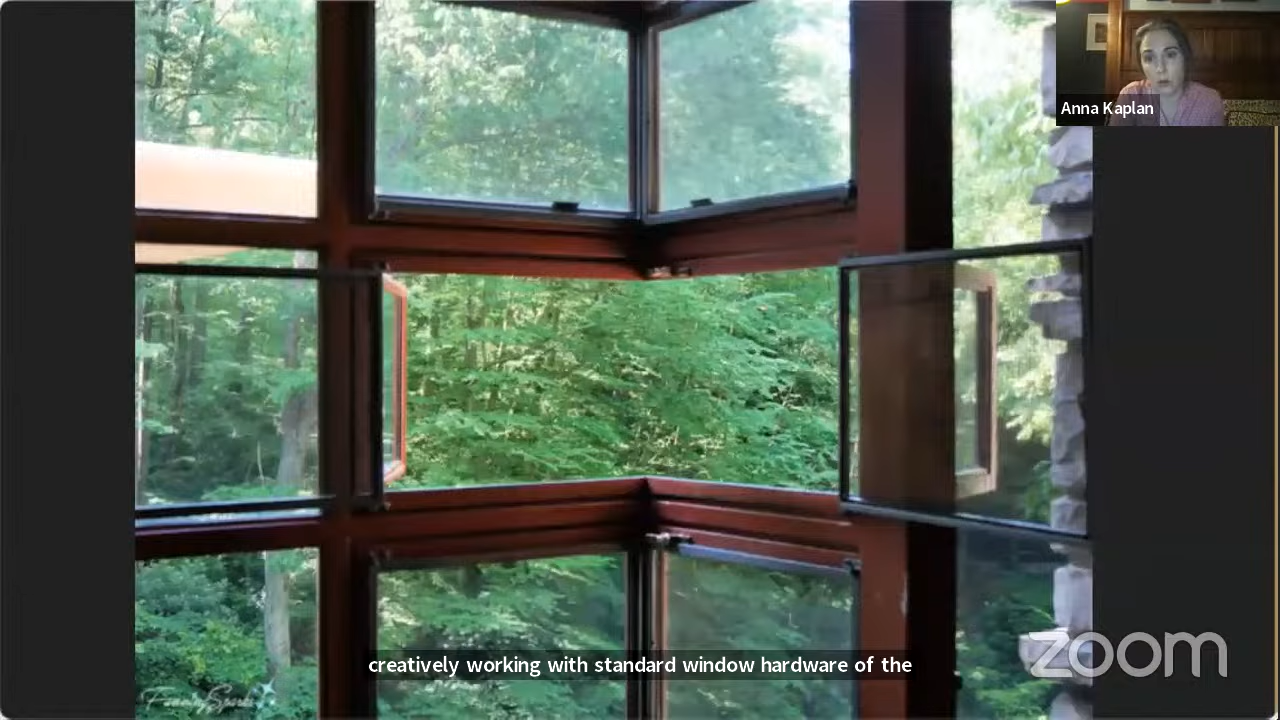 Anna Kaplan
creatively working with standard window hardware of the
zoom